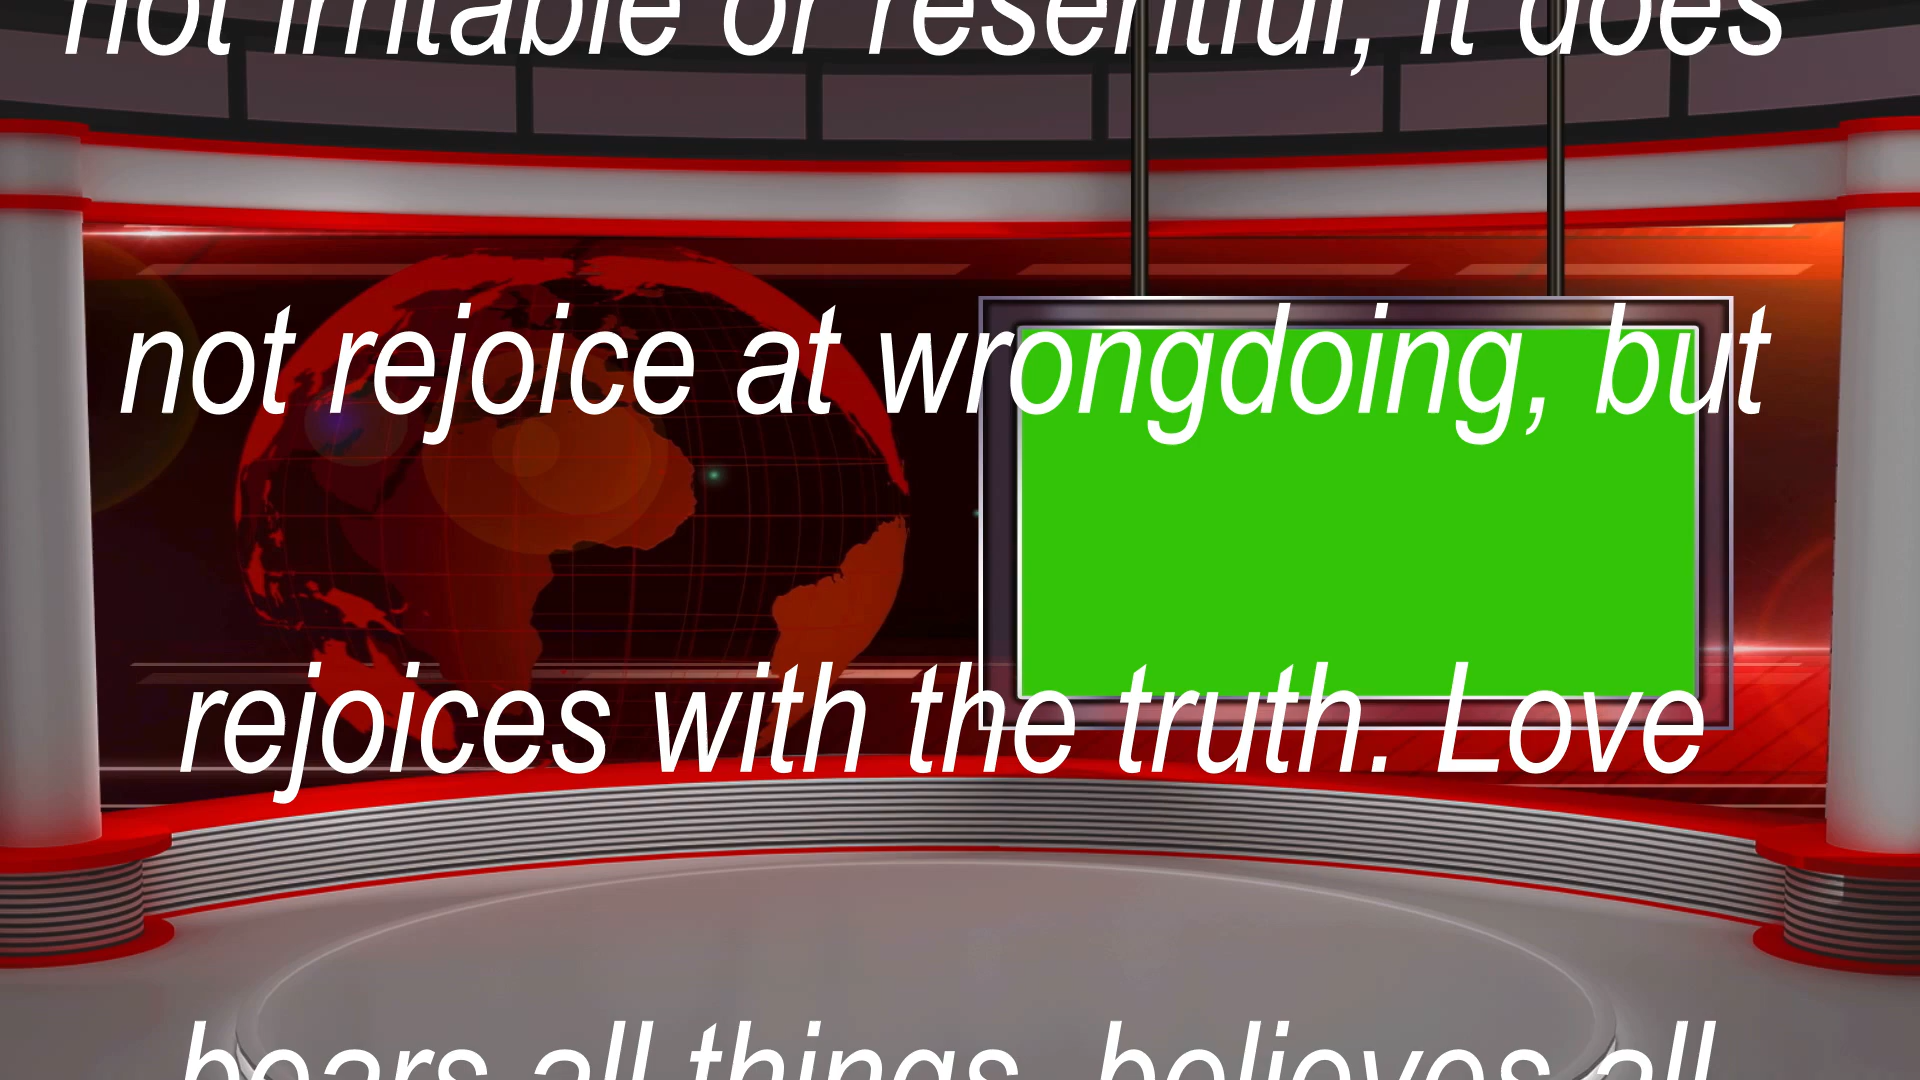 not irritable or resentful, it does
not rejoice at wrongdoing, but
rejoices with the truth. Love
bears all things, believes all